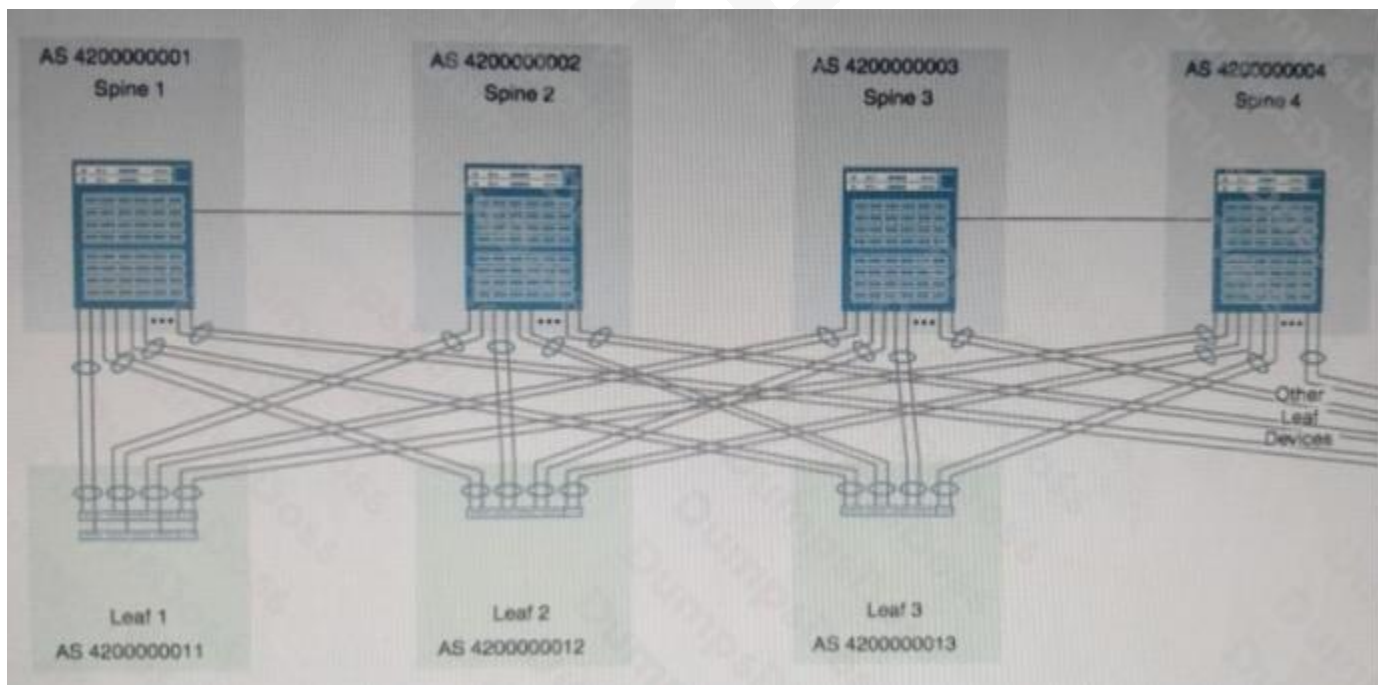 AS 4200000001
Spine 1
AS 4200000002
Spine 2
AS 4200000003
Spine 3
AS 4200000004
Spine 4
...
...
...
...
Other
Leaf
Devices
Leaf 1
AS 4200000011
Leaf 2
AS 4200000012
Leaf 3
AS 4200000013